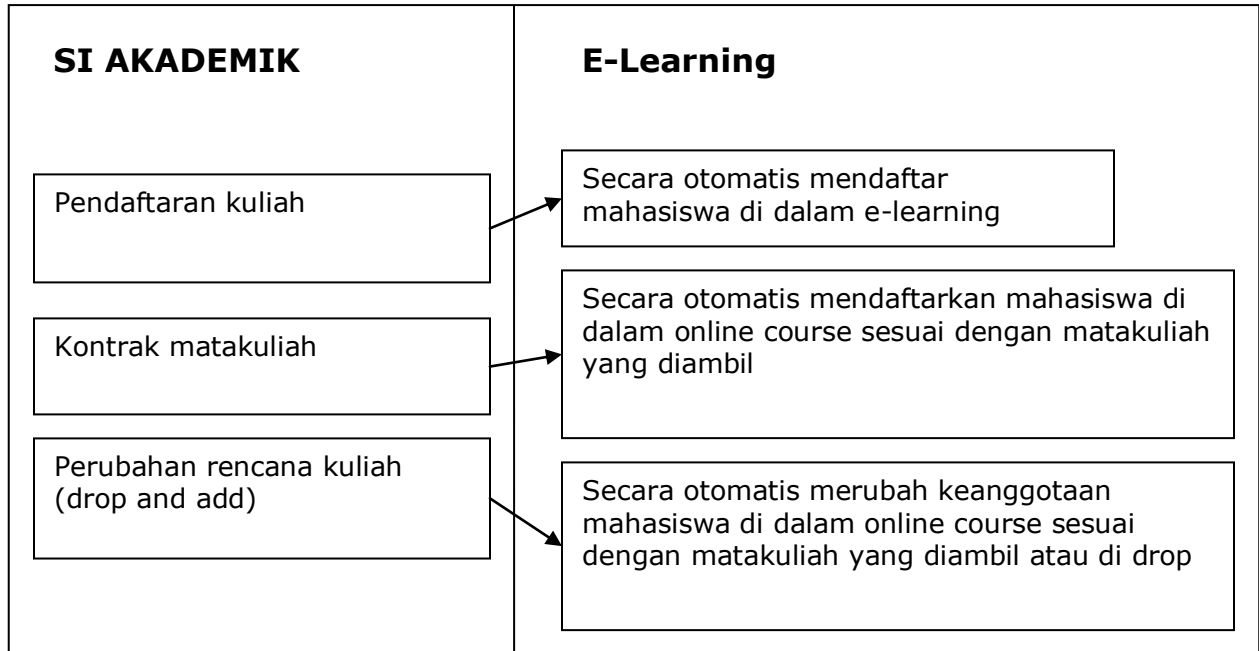 SI AKADEMIK
E-Learning
Pendaftaran kuliah
Secara otomatis mendaftar
mahasiswa di dalam e-learning
Kontrak matakuliah
Secara otomatis mendaftarkan mahasiswa di
dalam online course sesuai dengan matakuliah
yang diambil
Perubahan rencana kuliah
(drop and add)
Secara otomatis merubah keanggotaan
mahasiswa di dalam online course sesuai
dengan matakuliah yang diambil atau di drop